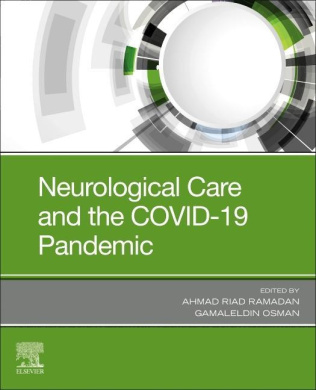 Neurological Care
and the COVID-19
Pandemic
EDITED BY
AHMAD RIAD RAMADAN
GAMALELDIN OSMAN
ELSEVIER